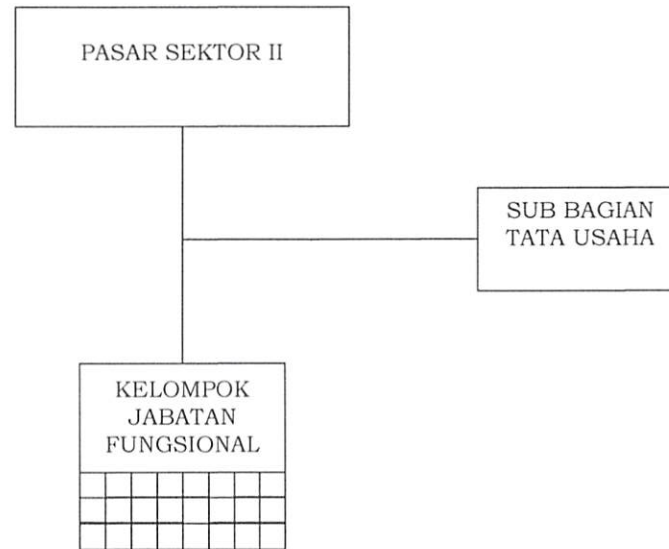 PASAR SEKTOR II
SUB BAGIAN
TATA USAHA
KELOMPOK
JABATAN
FUNGSIONAL